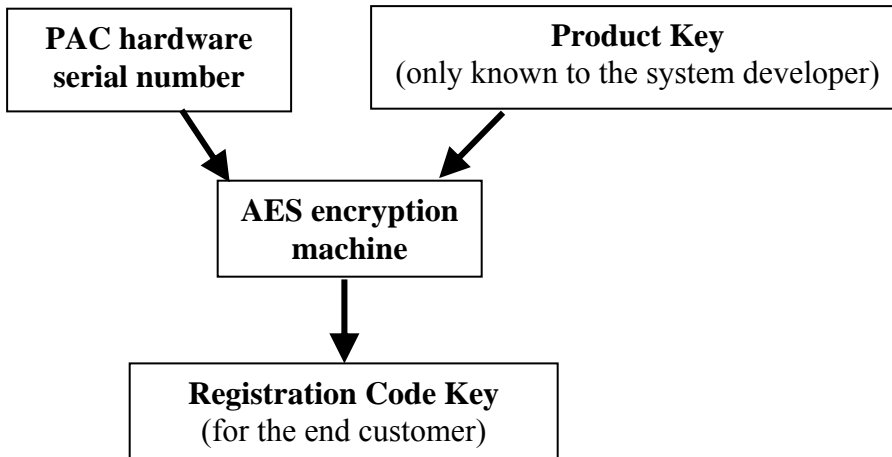 PAC hardware
serial number
Product Key
(only known to the system developer)
AES encryption
machine
Registration Code Key
(for the end customer)